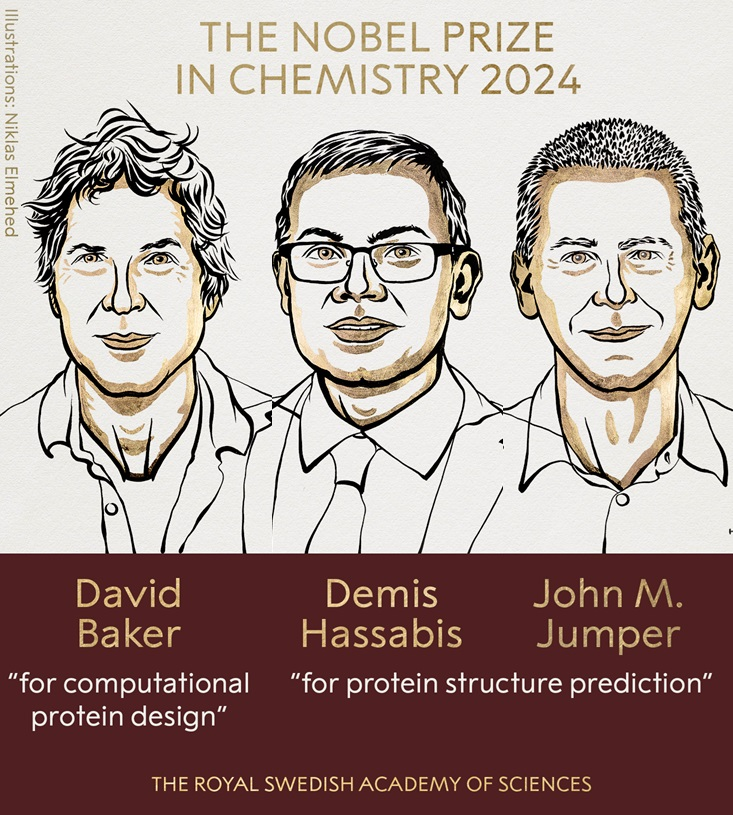 Illustrations: Niklas Elmehed
THE NOBEL PRIZE
IN CHEMISTRY 2024
David
Baker
"for computational
protein design"
Demis
Hassabis
John M.
Jumper
"for protein structure prediction"
THE ROYAL SWEDISH ACADEMY OF SCIENCES